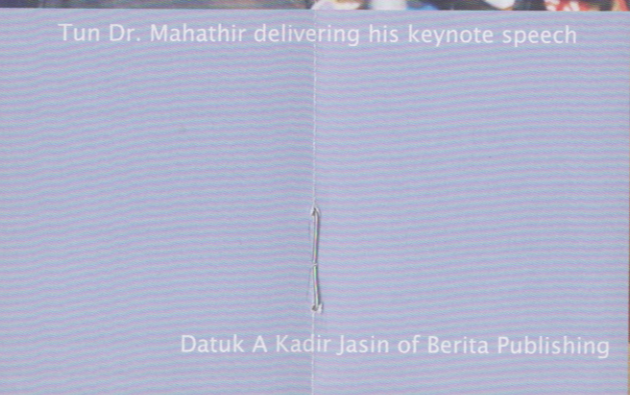 Tun Dr. Mahathir delivering his keynote speech
Datuk A Kadir Jasin of Berita Publishing